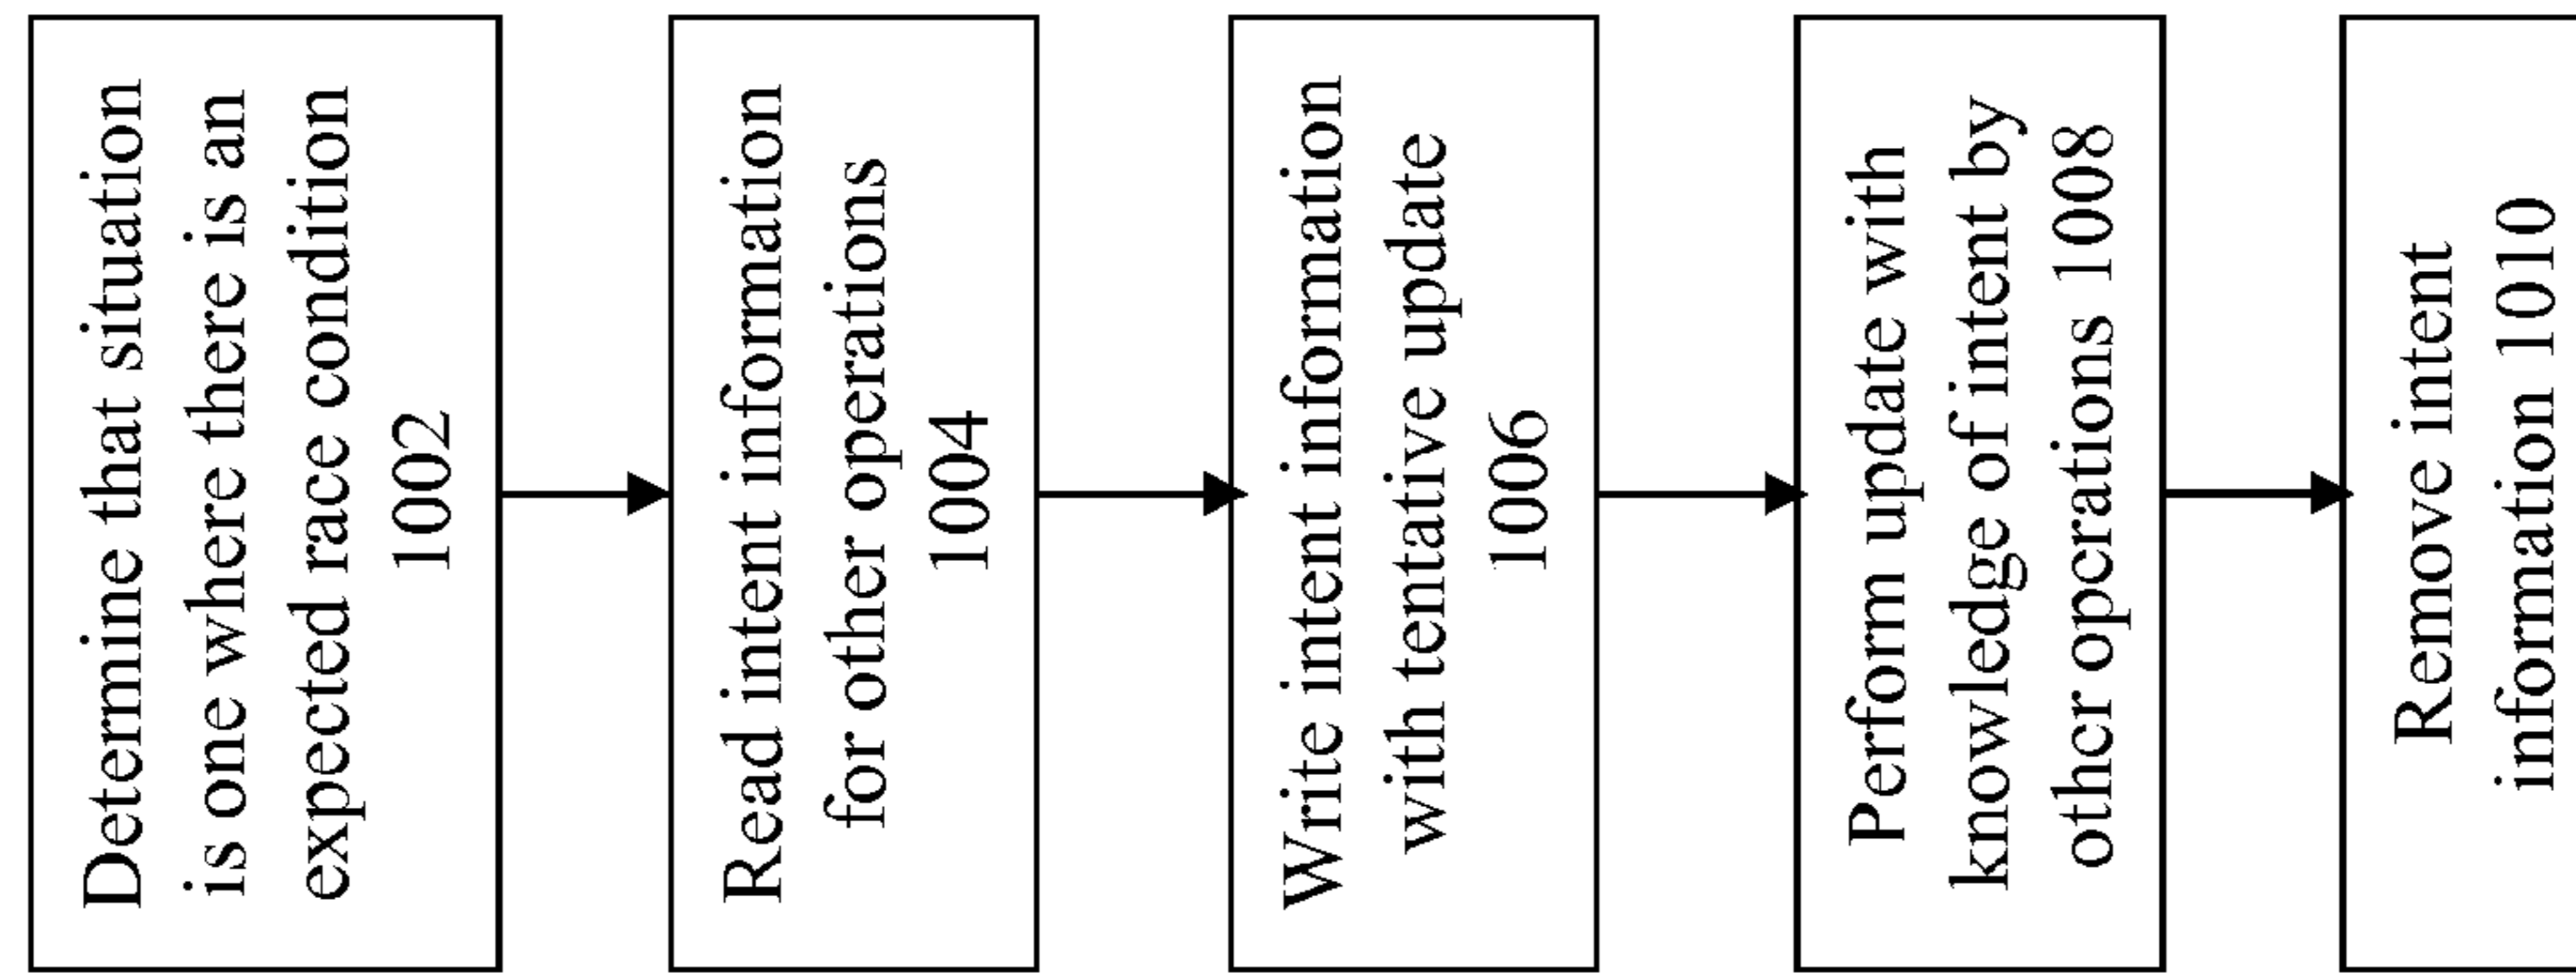 Determine that situation
is one where there is an
expected race condition
1002
Read intent information
for other operations
1004
Write intent information
with tentative update
1006
Perform update with
knowledge of intent by
other operations 1008
Remove intent
information 1010